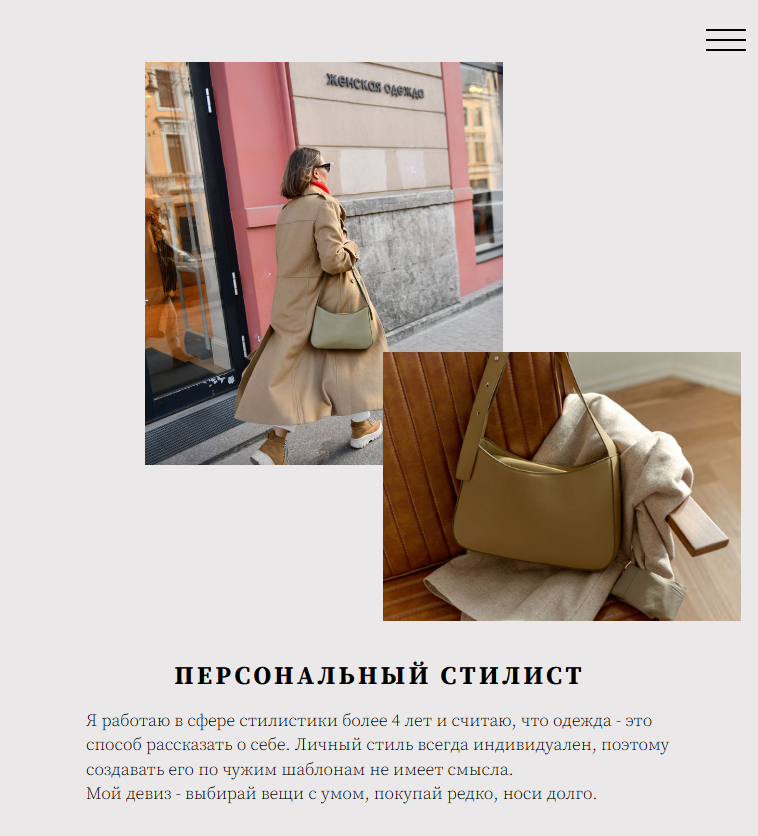 Женская одежда
ПЕРСОНАЛЬНЫЙ СТИЛИСТ
Я работаю в сфере стилистики более 4 лет и считаю, что одежда - это
способ рассказать о себе. Личный стиль всегда индивидуален, поэтому
создавать его по чужим шаблонам не имеет смысла.
Мой девиз - выбирай вещи с умом, покупай редко, носи долго.